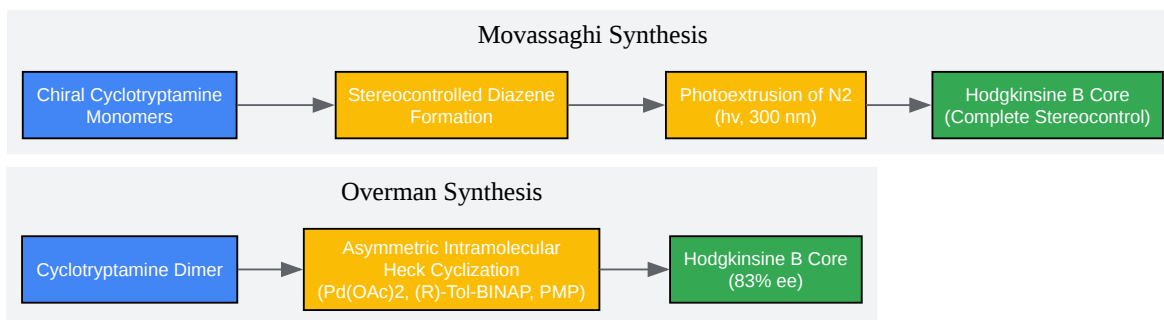 Movassaghi Synthesis
Chiral Cyclotryptamine
Monomers
Stereocontrolled Diazene
Formation
Photoextrusion of N2
(hv, 300 nm)
Hodgkinsine B Core
(Complete Stereocontrol)
Overman Synthesis
Cyclotryptamine Dimer
Asymmetric Intramolecular
Heck Cyclization
(Pd(OAc)2, (R)-Tol-BINAP, PMP)
Hodgkinsine B Core
(83% ee)